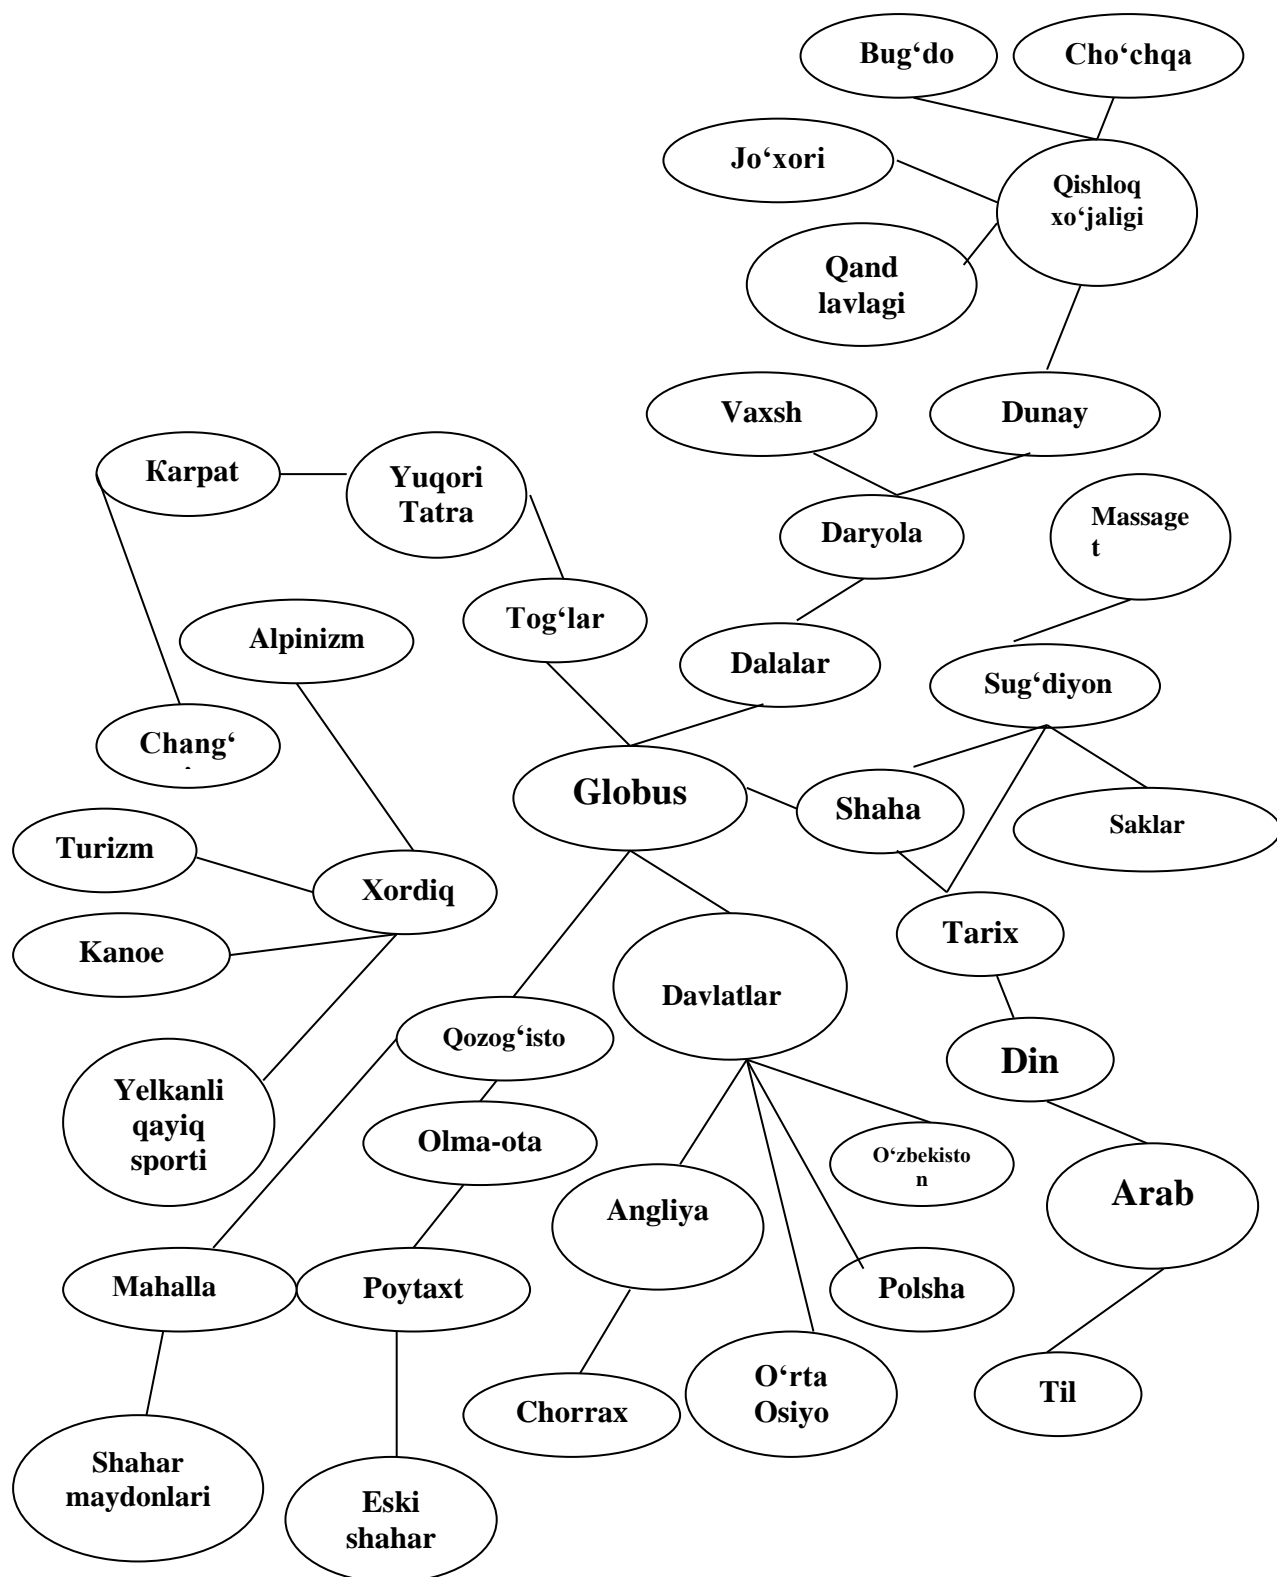 Bug‘do
Cho‘chqa
Jo‘xori
Qishloq
xo‘jaligi
Qand
lavlagi
Vaxsh
Dunay
Karpat
Yuqori
Tatra
Daryola
Massage
t
Alpinizm
Tog‘lar
Dalalar
Sug‘diyon
Chang‘
Globus
Shaha
Saklar
Turizm
Xordiq
Tarix
Kanoe
Davlatlar
Qozog‘isto
Din
Yelkanli
qayiq
sporti
Olma-ota
O‘zbekisto
n
Angliya
Arab
Mahalla
Poytaxt
Polsha
O‘rta
Osiyo
Chorrax
Til
Shahar
maydonlari
Eski
shahar